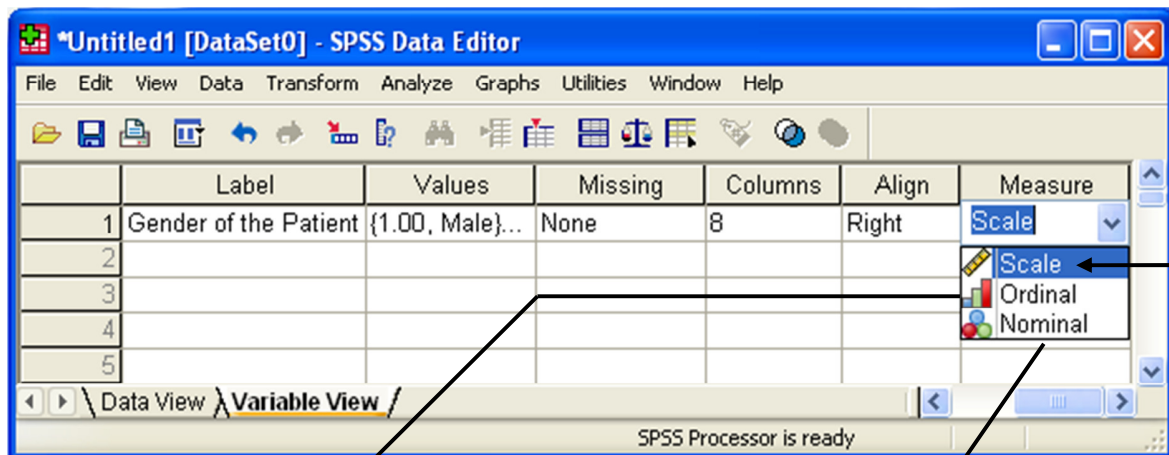 *Untitled1 [DataSet0] - SPSS Data Editor
File Edit View Data Transform Analyze Graphs Utilities Window Help
Label Values Missing Columns Align Measure
1 Gender of the Patient {1.00, Male}... None 8 Right Scale
2 Scale
3 Ordinal
4 Nominal
5
Data View Variable View
SPSS Processor is ready